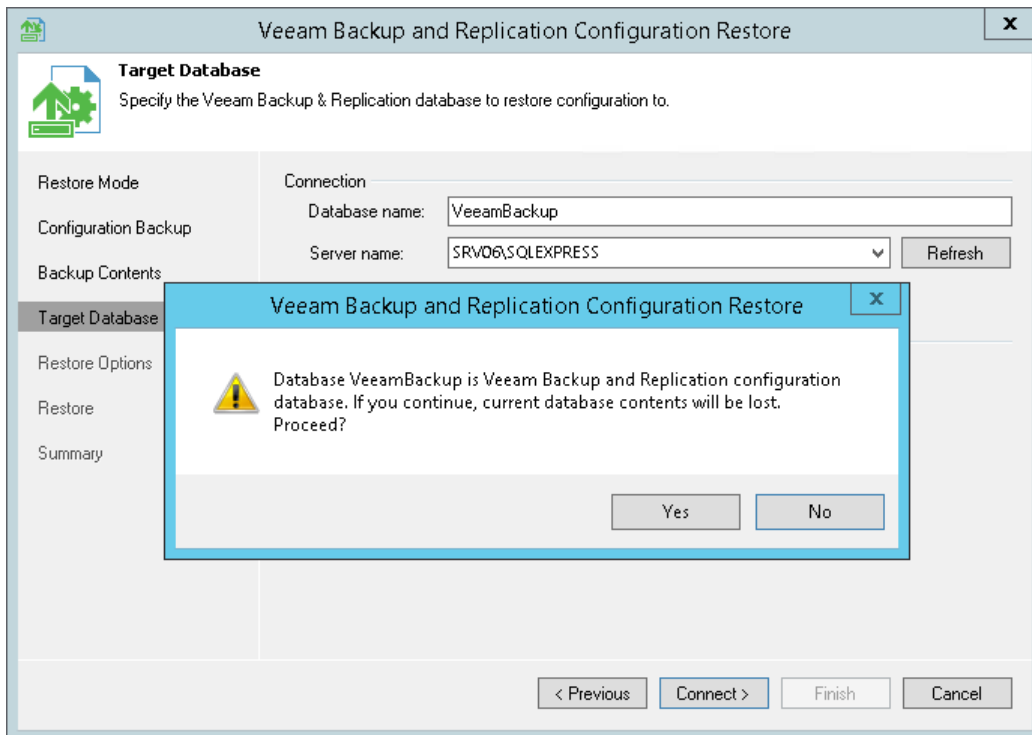 Veeam Backup and Replication Configuration Restore
X
Target Database
Specify the Veeam Backup & Replication database to restore configuration to.
Restore Mode
Configuration Backup
Backup Contents
Target Database
Restore Options
Restore
Summary
Connection
Database name:
VeeamBackup
Server name:
SRV06\SQLEXPRESS
Refresh
Veeam Backup and Replication Configuration Restore
X
Database VeeamBackup is Veeam Backup and Replication configuration
database. If you continue, current database contents will be lost.
Proceed?
Yes
No
< Previous
Connect >
Finish
Cancel